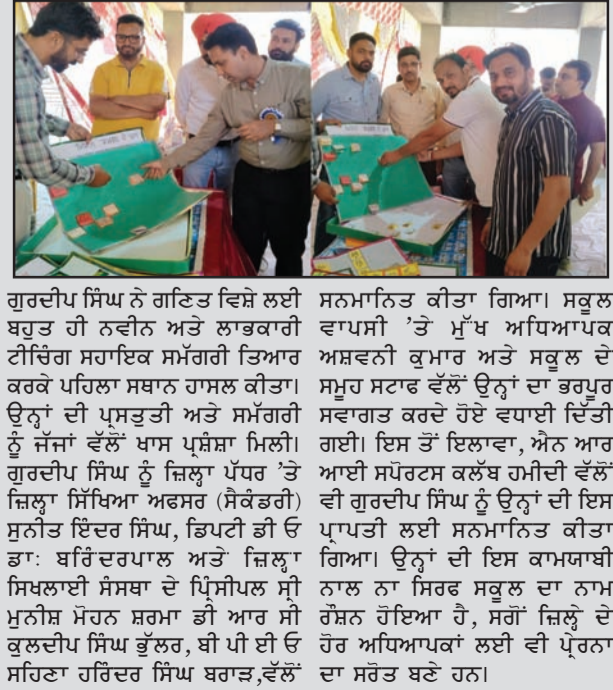 ਗੁਰਦੀਪ ਸਿੰਘ ਨੇ ਗਣਿਤ ਵਿਸ਼ੇ ਲਈ
ਬਹੁਤ ਹੀ ਨਵੀਨ ਅਤੇ ਲਾਭਕਾਰੀ
ਟੀਚਿੰਗ ਸਹਾਇਕ ਸਮੱਗਰੀ ਤਿਆਰ
ਕਰਕੇ ਪਹਿਲਾ ਸਥਾਨ ਹਾਸਲ ਕੀਤਾ।
ਉਨ੍ਹਾਂ ਦੀ ਪ੍ਰਸਤੁਤੀ ਅਤੇ ਸਮੱਗਰੀ
ਨੂੰ ਜੱਜਾਂ ਵੱਲੋਂ ਖਾਸ ਪ੍ਰਸ਼ੰਸ਼ਾ ਮਿਲੀ।
ਗੁਰਦੀਪ ਸਿੰਘ ਨੂੰ ਜ਼ਿਲ੍ਹਾ ਪੱਧਰ ’ਤੇ
ਜ਼ਿਲ੍ਹਾ ਸਿੱਖਿਆ ਅਫਸਰ (ਸੈਕੰਡਰੀ)
ਸੁਨੀਤ ਇੰਦਰ ਸਿੰਘ, ਡਿਪਟੀ ਡੀ ਓ
ਡਾ: ਬਰਿੰਦਰਪਾਲ ਅਤੇ ਜ਼ਿਲ੍ਹਾ
ਸਿਖਲਾਈ ਸੰਸਥਾ ਦੇ ਪ੍ਰਿੰਸੀਪਲ ਸ੍ਰੀ
ਮੁਨੀਸ਼ ਮੋਹਨ ਸ਼ਰਮਾ ਡੀ ਆਰ ਸੀ
ਕੁਲਦੀਪ ਸਿੰਘ ਭੁੱਲਰ, ਬੀ ਪੀ ਈ ਓ
ਸਹਿਣਾ ਹਰਿੰਦਰ ਸਿੰਘ ਬਰਾੜ,ਵੱਲੋਂ
ਸਨਮਾਨਿਤ ਕੀਤਾ ਗਿਆ। ਸਕੂਲ
ਵਾਪਸੀ ’ਤੇ ਮੁੱਖ ਅਧਿਆਪਕ
ਅਸ਼ਵਨੀ ਕੁਮਾਰ ਅਤੇ ਸਕੂਲ ਦੇ
ਸਮੂਹ ਸਟਾਫ ਵੱਲੋਂ ਉਨ੍ਹਾਂ ਦਾ ਭਰਪੂਰ
ਸਵਾਗਤ ਕਰਦੇ ਹੋਏ ਵਧਾਈ ਦਿੱਤੀ
ਗਈ। ਇਸ ਤੋਂ ਇਲਾਵਾ, ਐਨ ਆਰ
ਆਈ ਸਪੋਰਟਸ ਕਲੱਬ ਹਮੀਦੀ ਵੱਲੋਂ
ਵੀ ਗੁਰਦੀਪ ਸਿੰਘ ਨੂੰ ਉਨ੍ਹਾਂ ਦੀ ਇਸ
ਪ੍ਰਾਪਤੀ ਲਈ ਸਨਮਾਨਿਤ ਕੀਤਾ
ਗਿਆ। ਉਨ੍ਹਾਂ ਦੀ ਇਸ ਕਾਮਯਾਬੀ
ਨਾਲ ਨਾ ਸਿਰਫ ਸਕੂਲ ਦਾ ਨਾਮ
ਰੌਸ਼ਨ ਹੋਇਆ ਹੈ, ਸਗੋਂ ਜ਼ਿਲ੍ਹੇ ਦੇ
ਹੋਰ ਅਧਿਆਪਕਾਂ ਲਈ ਵੀ ਪ੍ਰੇਰਨਾ
ਦਾ ਸਰੋਤ ਬਣੇ ਹਨ।